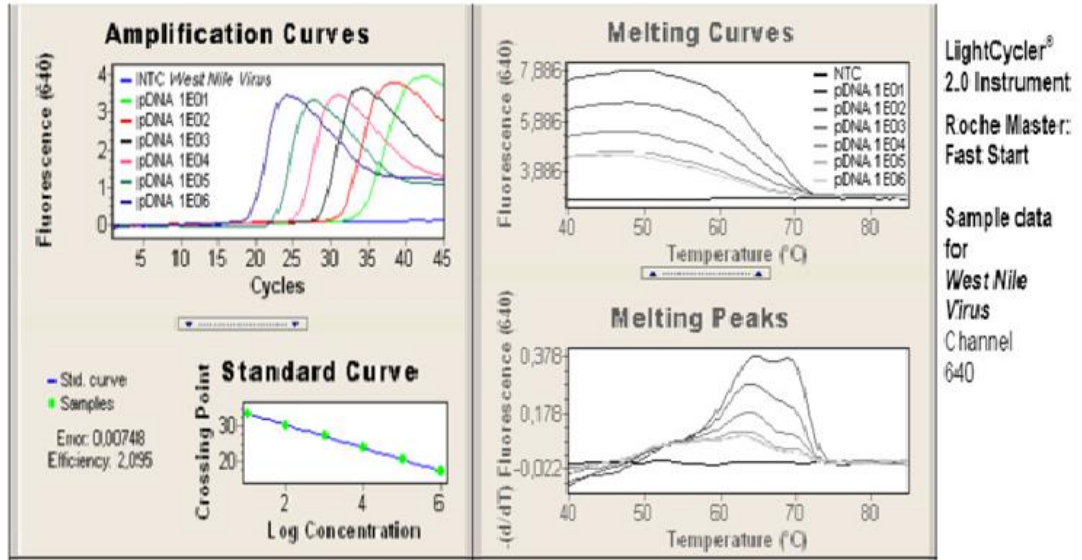 Amplification Curves
Fluorescence (640)
4
3
2
1
0
NTC West Nile Virus
pDNA 1E01
pDNA 1E02
pDNA 1E03
pDNA 1E04
pDNA 1E05
pDNA 1E06
5 10 15 20 25 30 35 40 45
Cycles
Std. curve
Samples
Error: 0,00748
Efficiency: 2,095
Standard Curve
Crossing Point
30
20
2 4 6
Log Concentration
Melting Curves
Fluorescence (640)
7,886
5,886
3,886
NTC
pDNA 1E01
pDNA 1E02
pDNA 1E03
pDNA 1E04
pDNA 1E05
pDNA 1E06
40 50 60 70 80
Temperature (°C)
Melting Peaks
-(d/dT) Fluorescence (640)
0,378
0,178
-0,022
40 50 60 70 80
Temperature (°C)
LightCycler®
2.0 Instrument
Roche Master:
Fast Start
Sample data
for
West Nile
Virus
Channel
640